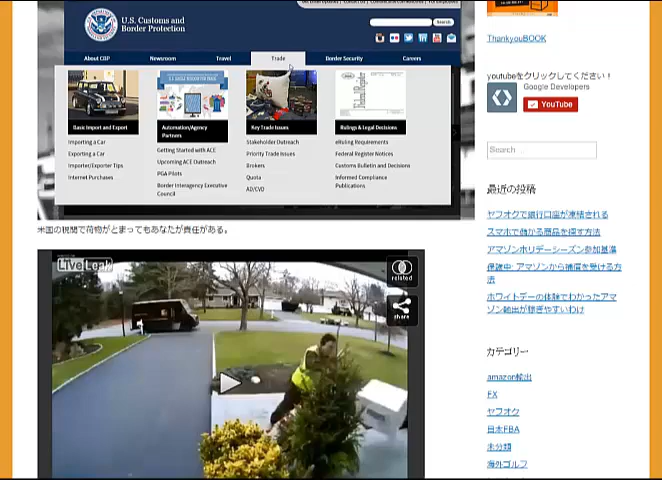 U.S. Customs and
Border Protection
Search
About CBP
Newsroom
Travel
Trade
Border Security
Careers
Basic Import and Export
Importing a Car
Exporting a Car
Importer/Exporter Tips
Internet Purchases
Automation/Agency
Partners
Getting Started with ACE
Upcoming ACE Outreach
PGA Pilots
Border Interagency Executive
Council
Key Trade Issues
Stakeholder Outreach
Priority Trade Issues
Brokers
Quota
AD/CVD
Rulings & Legal Decisions
eRuling Requirements
Federal Register Notices
Customs Bulletin and Decisions
Informed Compliance
Publications
米国の税関で荷物がとまってもあなたが責任がある。
LiveLeak
related
share
ThankyouBOOK
youtubeをクリックしてください！
Google Developers
YouTube
Search ...
最近の投稿
ヤフオクで銀行口座が凍結される
スマホで儲かる商品を探す方法
アマゾンホリデーシーズン参加基準
保護中: アマゾンから補償を受ける方
法
ホワイトデーの体験でわかったアマ
ゾン輸出が稼ぎやすいわけ
カテゴリー
amazon輸出
FX
ヤフオク
日本FBA
未分類
海外ゴルフ